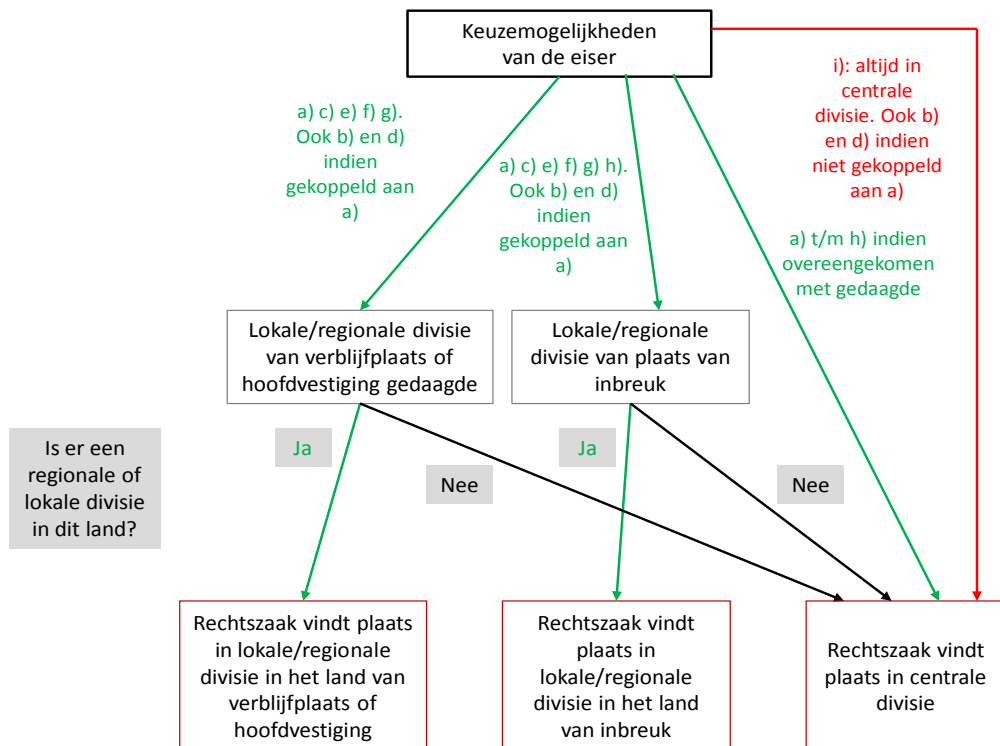 Keuzemogelijkheden
van de eiser
i): altijd in
centrale
divisie. Ook b)
en d) indien
niet gekoppeld
aan a)
a) c) e) f) g).
Ook b) en d)
indien
gekoppeld aan
a)
a) c) e) f) g) h).
Ook b) en d)
indien
gekoppeld aan
a)
a) t/m h) indien
overeengekomen
met gedaagde
Lokale/regionale divisie
van verblijfplaats of
hoofdvestiging gedaagde
Lokale/regionale
divisie van plaats van
inbreuk
Is er een
regionale of
lokale divisie
in dit land?
Ja
Nee
Ja
Nee
Rechtszaak vindt plaats
in lokale/regionale
divisie in het land van
verblijfplaats of
hoofdvestiging
Rechtszaak vindt
plaats in
lokale/regionale
divisie in het land
van inbreuk
Rechtszaak vindt
plaats in centrale
divisie